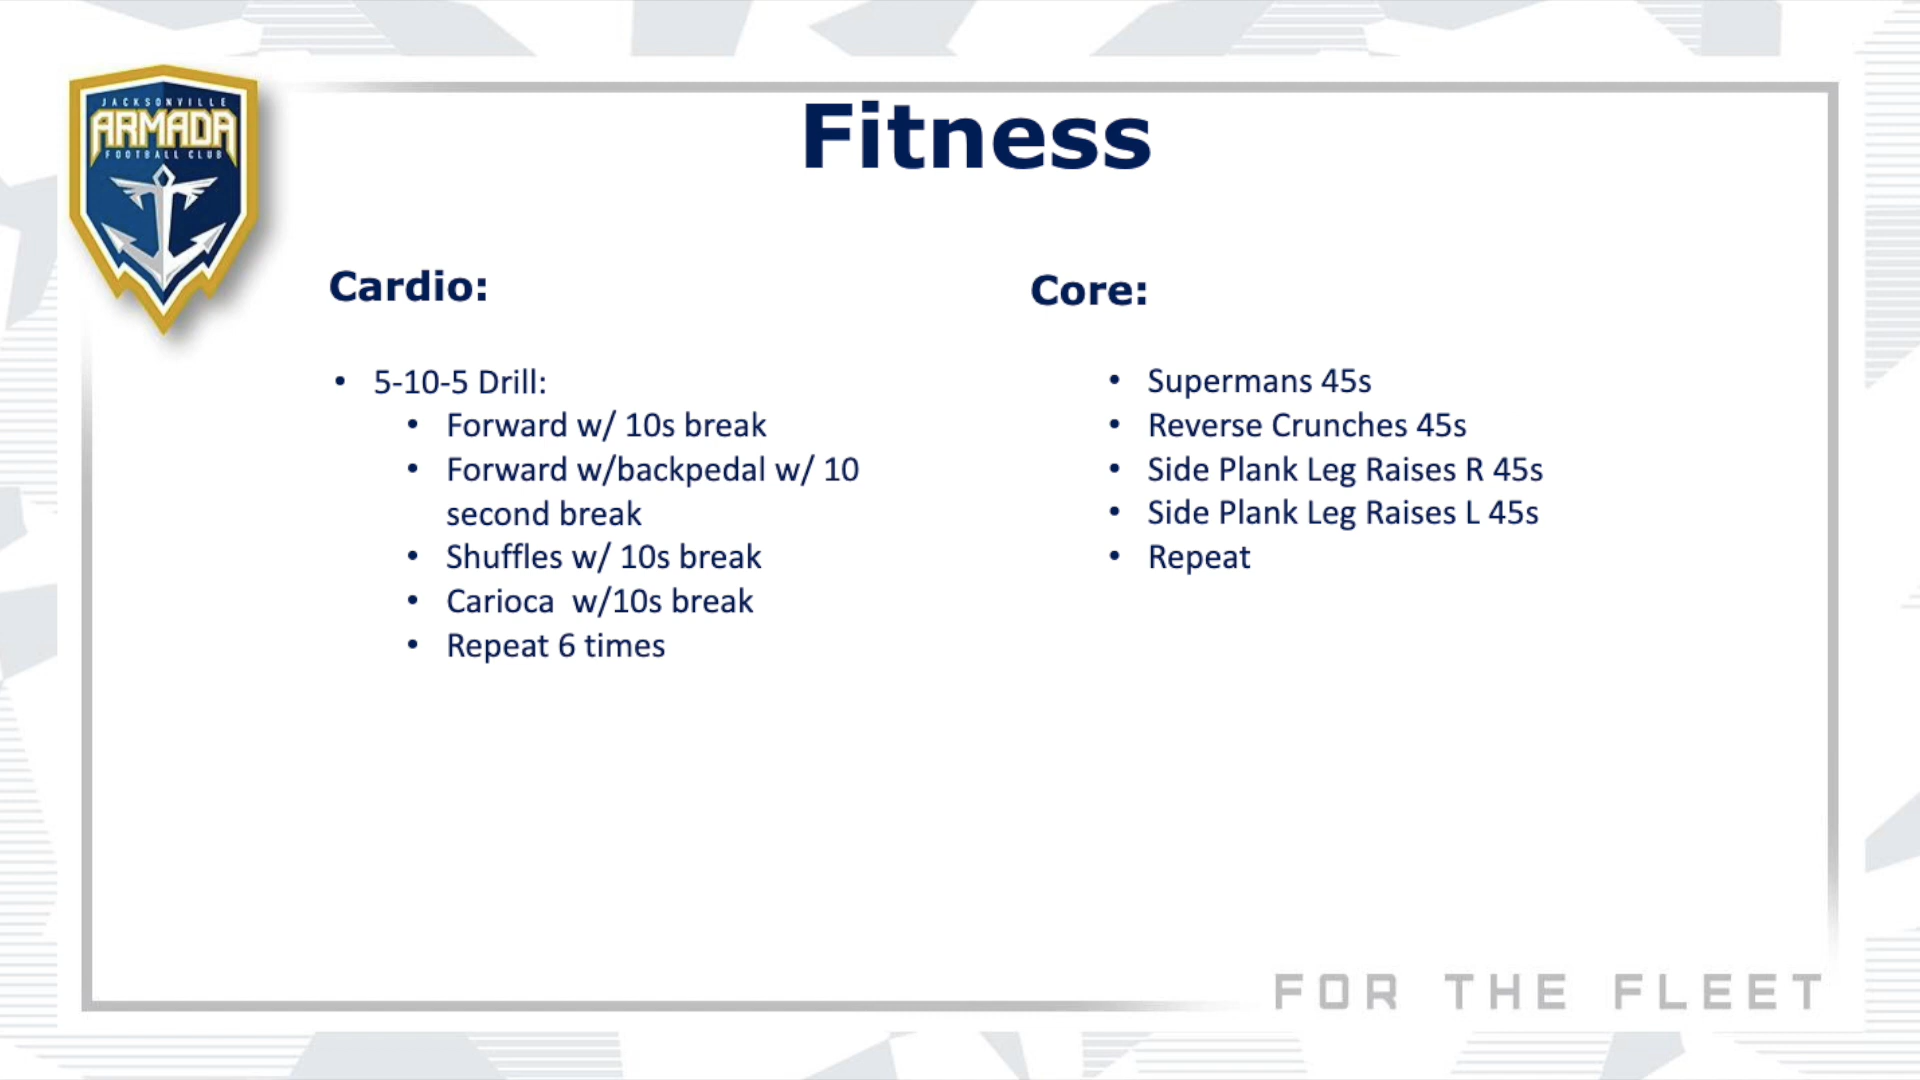 JACKSONVILLE
ARMADA
FOOTBALL CLUB
Fitness
Cardio:
• 5-10-5 Drill:
• Forward w/ 10s break
• Forward w/backpedal w/ 10
second break
• Shuffles w/ 10s break
• Carioca  w/10s break
• Repeat 6 times
Core:
• Supermans 45s
• Reverse Crunches 45s
• Side Plank Leg Raises R 45s
• Side Plank Leg Raises L 45s
• Repeat
FOR THE FLEET